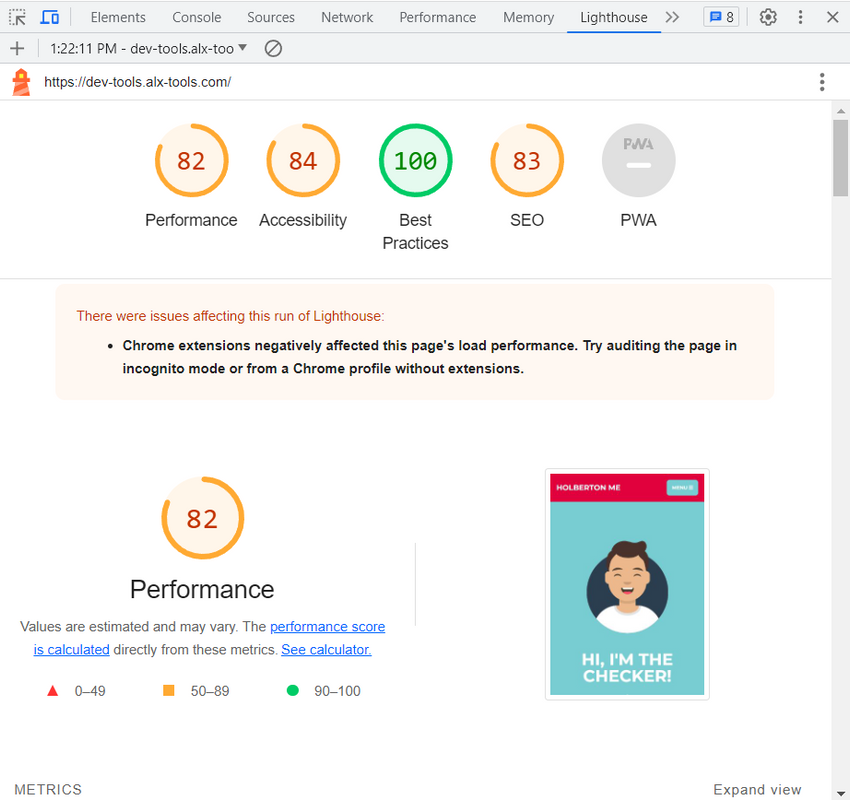 Elements Console Sources Network Performance Memory Lighthouse 8
1:22:11 PM - dev-tools.alx-too
https://dev-tools.alx-tools.com/
82 84 100 83 PWA
Performance Accessibility Best Practices SEO PWA
There were issues affecting this run of Lighthouse:
• Chrome extensions negatively affected this page's load performance. Try auditing the page in
incognito mode or from a Chrome profile without extensions.
82
Performance
Values are estimated and may vary. The performance score
is calculated directly from these metrics. See calculator.
0–49 50–89 90–100
HOLBERTON ME MENU
HI, I'M THE
CHECKER!
METRICS Expand view